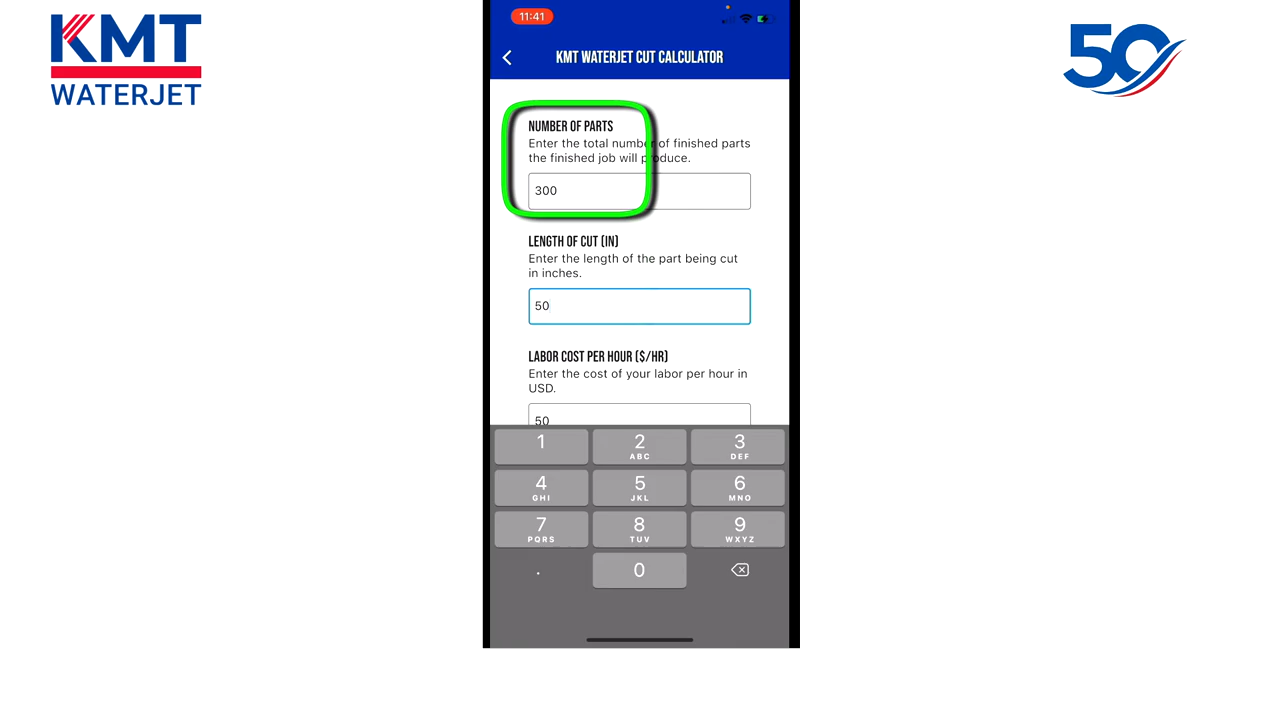 KMT
WATERJET
50
11:41
KMT WATERJET CUT CALCULATOR
NUMBER OF PARTS
Enter the total number of finished parts
the finished job will produce.
300
LENGTH OF CUT (IN)
Enter the length of the part being cut
in inches.
50
LABOR COST PER HOUR ($/HR)
Enter the cost of your labor per hour in
USD.
50
1
2
ABC
3
DEF
4
GHI
5
JKL
6
MNO
7
PQRS
8
TUV
9
WXYZ
.
0